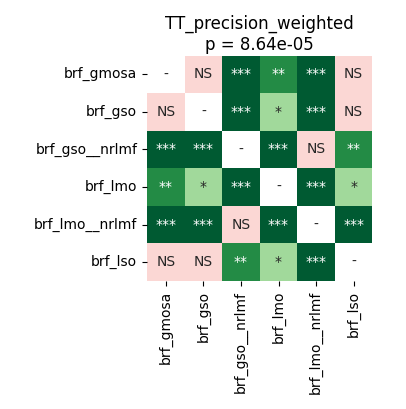 TT_precision_weighted
p = 8.64e-05
brf_gmosa - NS *** ** *** NS
brf_gso NS - *** * *** NS
brf_gso__nrlmf *** *** - *** NS **
brf_lmo ** * *** - *** *
brf_lmo__nrlmf *** *** NS *** - ***
brf_lso NS NS ** * *** -
brf_gmosa brf_gso brf_gso__nrlmf brf_lmo brf_lmo__nrlmf brf_lso